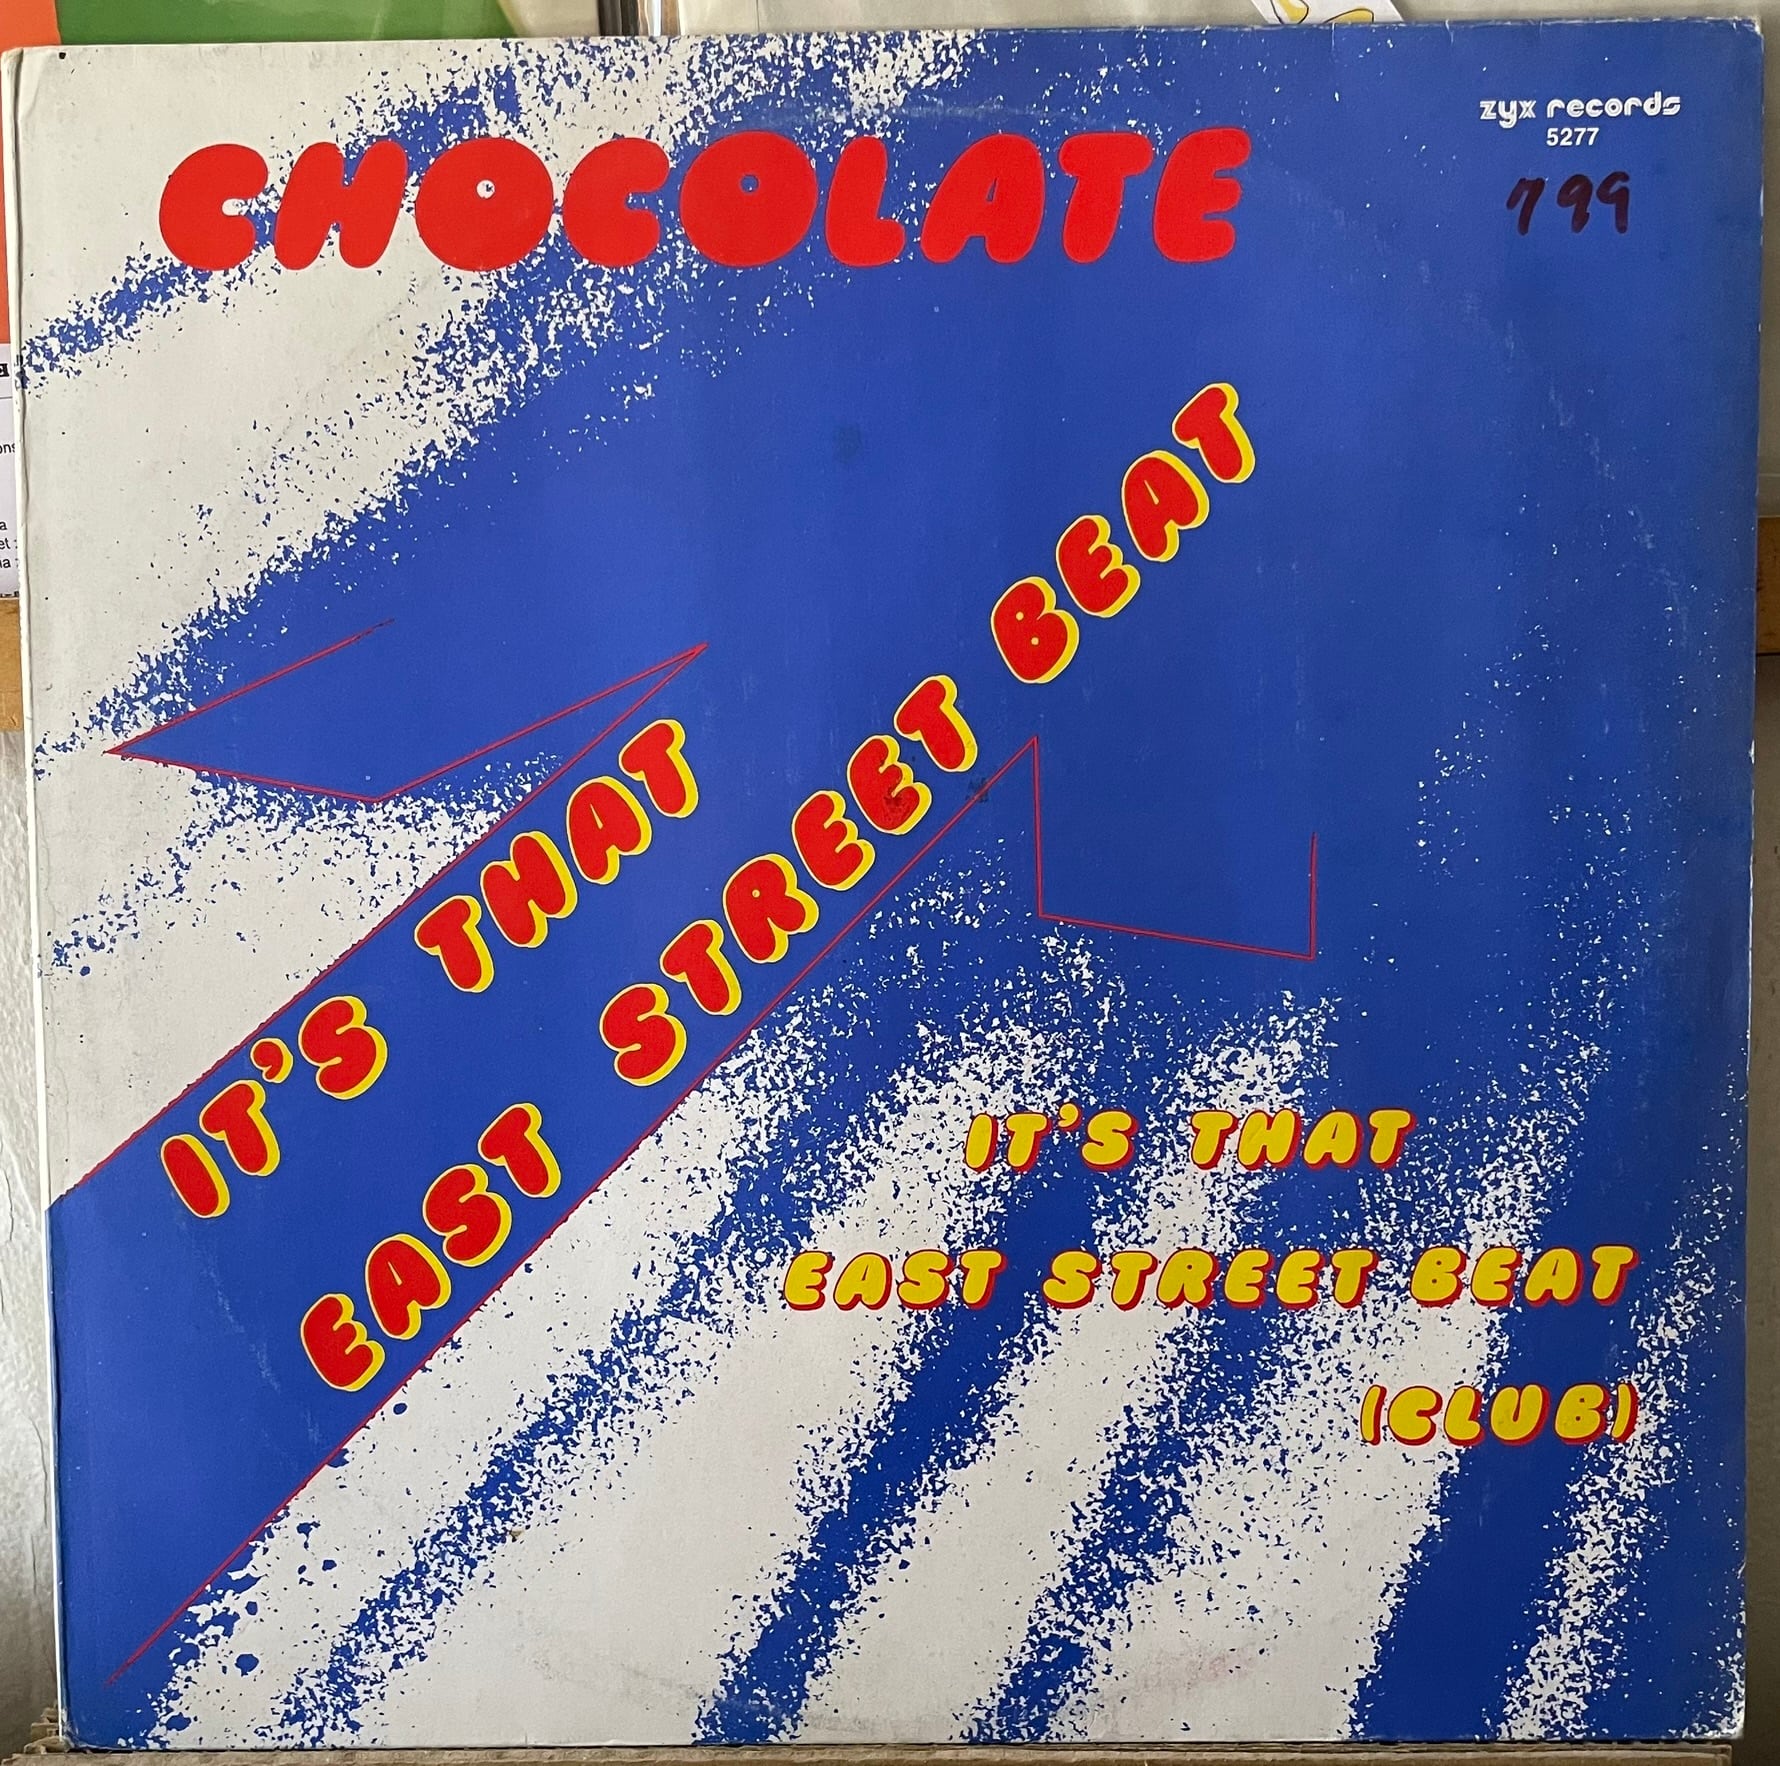 CHOCOLATE
zyx records
5277
799
IT'S THAT
EAST STREET BEAT
IT'S THAT
EAST STREET BEAT
(CLUB)